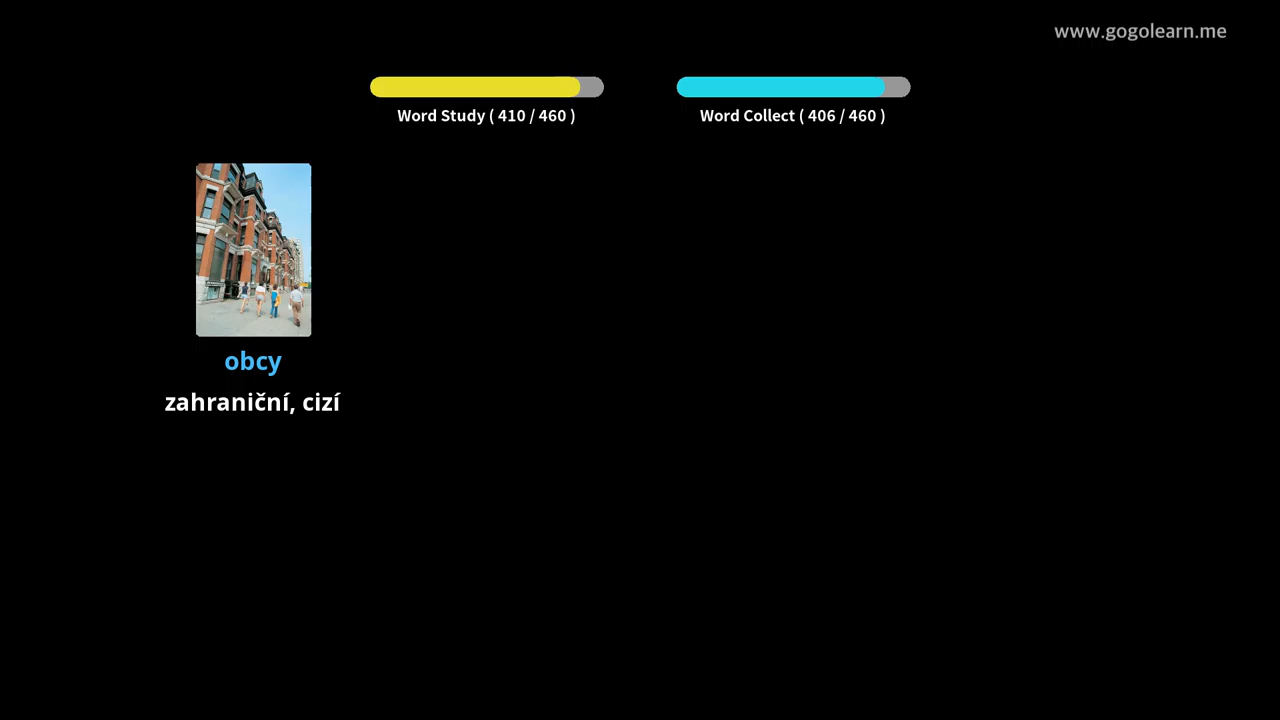 www.gogolearn.me
Word Study ( 410 / 460 )
Word Collect ( 406 / 460 )
obcy
zahraniční, cizí